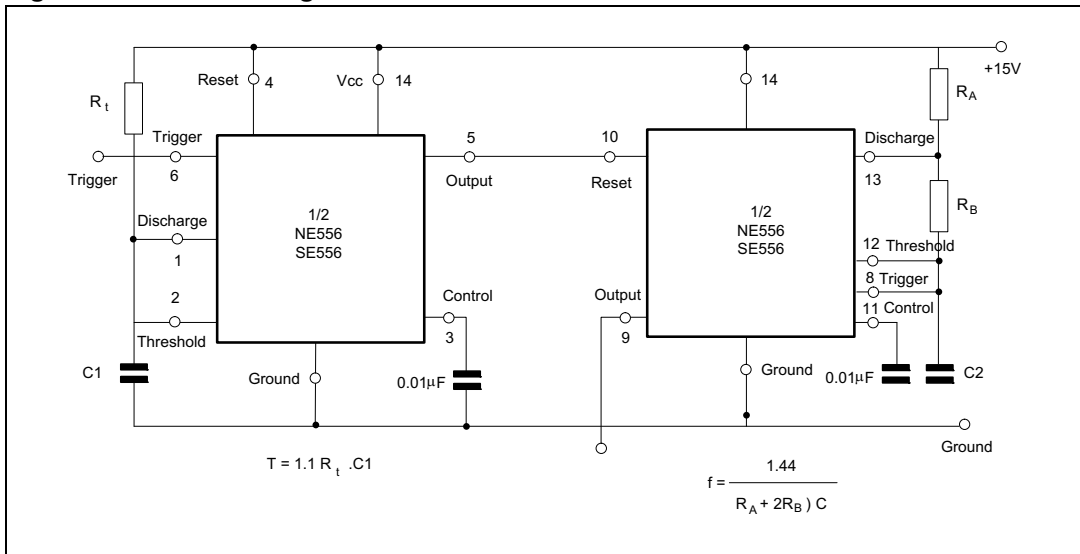 +15V
Reset
4
Vcc
14
14
R t
R A
Trigger
Trigger
6
5
Output
10
Reset
Discharge
13
1/2
NE556
SE556
1/2
NE556
SE556
R B
Discharge
1
12 Threshold
8 Trigger
11 Control
2
Threshold
Control
3
Output
9
C1
Ground
0.01µF
Ground
0.01µF
C2
Ground
T = 1.1 R t .C1
f = 1.44
R A + 2R B ) C